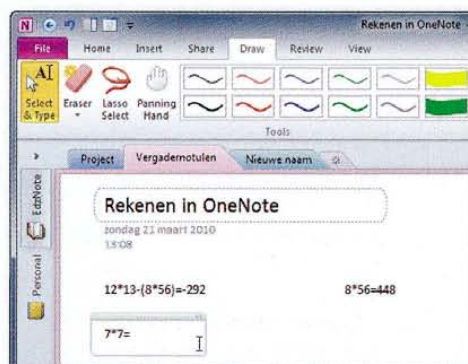 Rekenen in OneNote
File Home Insert Share Draw Review View
Select & Type
Eraser
Lasso Select
Panning Hand
Tools
Project Vergadernotulen Nieuwe naam
EdzNote
Personal
Rekenen in OneNote
zondag 21 maart 2010
13:08
12*13-(8*56)=-292 8*56=448
7*7=